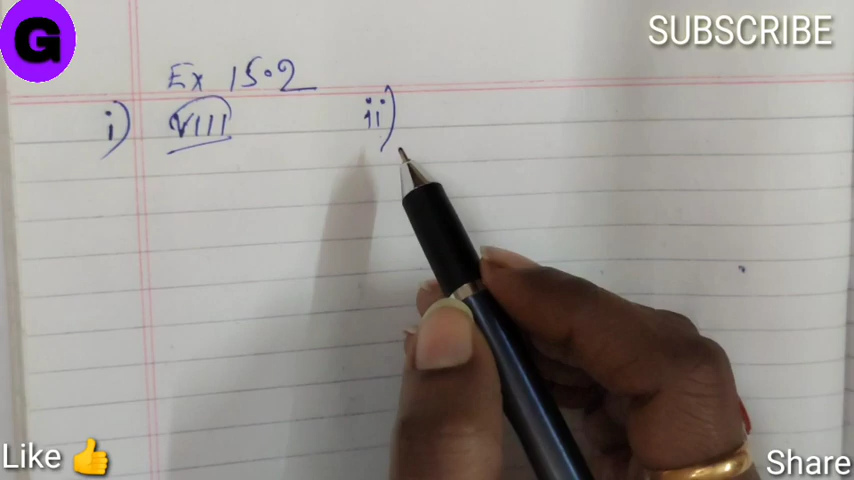 G
SUBSCRIBE
Ex 15.2
i) VIII ii)
Like 👍 Share